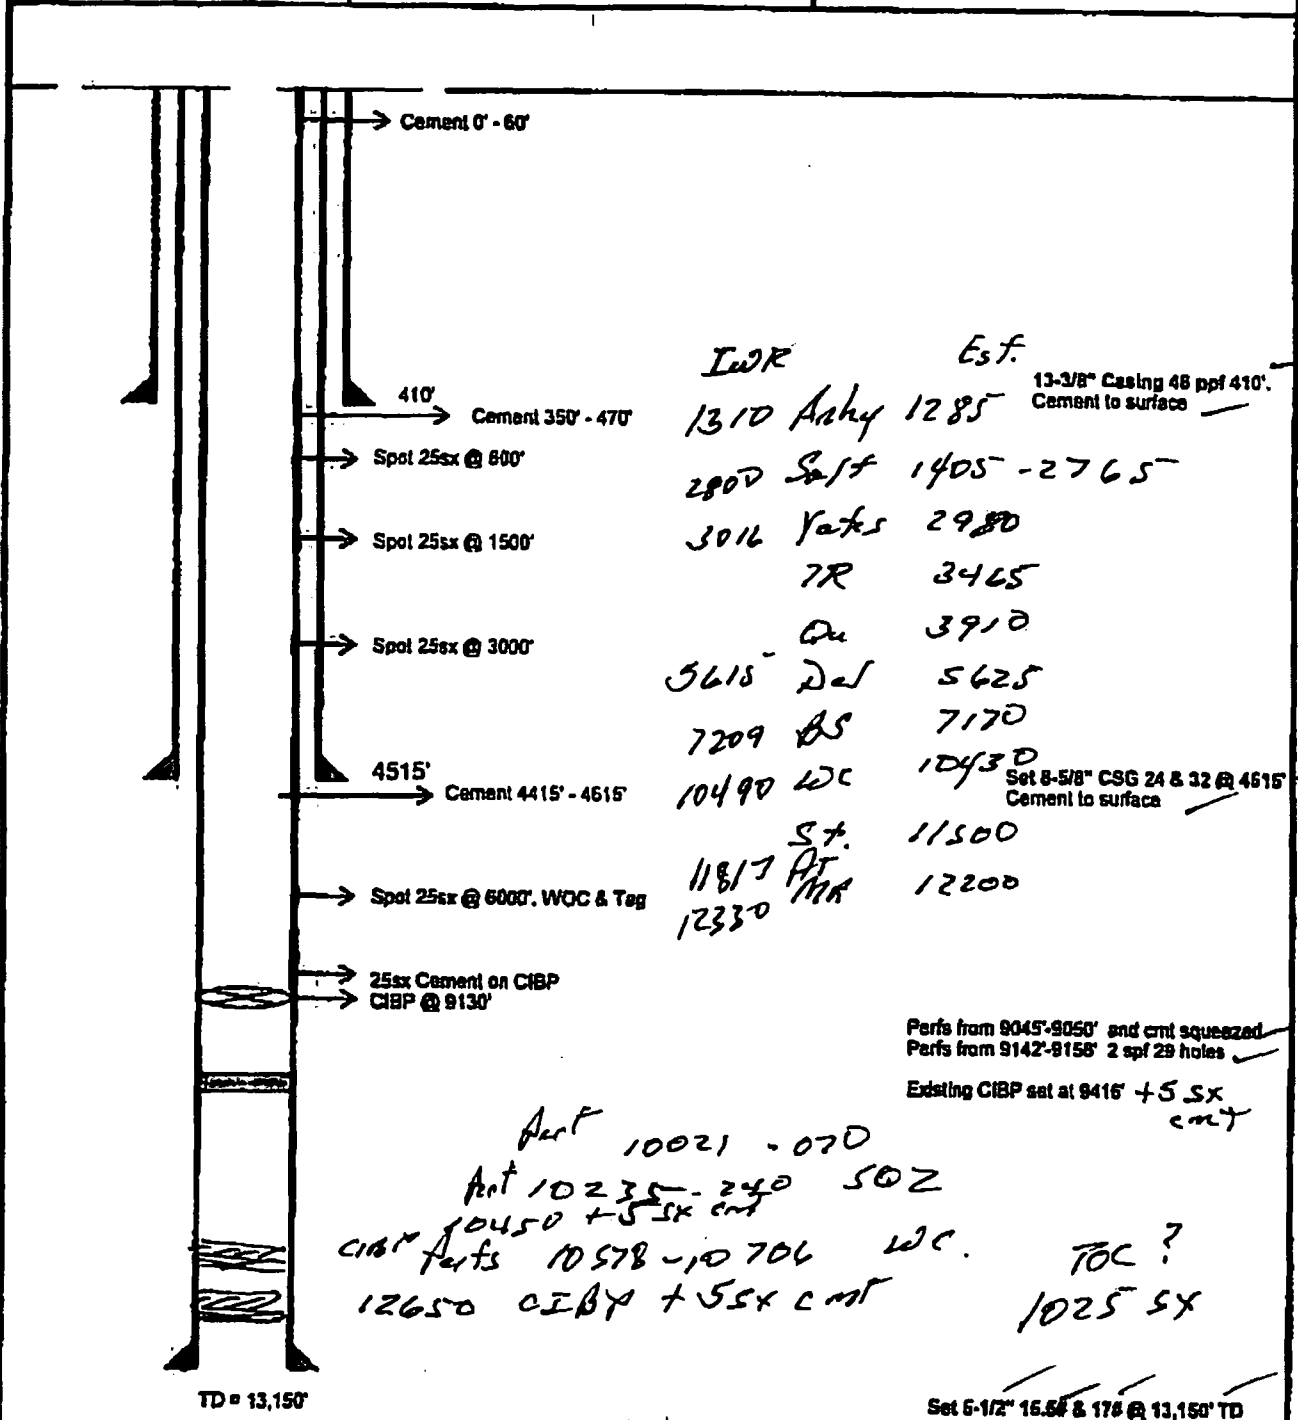 Cement 0' - 60'
IWR Est.
13-3/8" Casing 48 ppf 410'.
Cement to surface
410'
Cement 350' - 470'
1310 Anhy 1285
Spot 25sx @ 600'
2800 Salt 1405 - 2765
Spot 25sx @ 1500'
3016 Yates 2980
7R 3465
Qu 3910
Spot 25sx @ 3000'
5615 Del 5625
7209 BS 7170
4515'
10490 WC 10430
Set 8-5/8" CSG 24 & 32 @ 4515'
Cement to surface
Cement 4415' - 4615'
St. 11500
11817 AT
12330 MR 12200
Spot 25sx @ 6000'. WOC & Tag
25sx Cement on CIBP
CIBP @ 9130'
Perfs from 9045'-9050' and cmt squeezed
Perfs from 9142'-9158' 2 spf 29 holes
Existing CIBP set at 9416' + 5 sx
cmt
Perf 10021 - 070
Perf 10235 - 240 SQZ
CIBP 10450 + 5 sx cmt
Perfs 10578 - 10706 WC.
12650 CIBP + 5sx cmt
TOC ?
1025 sx
TD = 13,150'
Set 5-1/2" 15.5# & 17# @ 13,150' TD